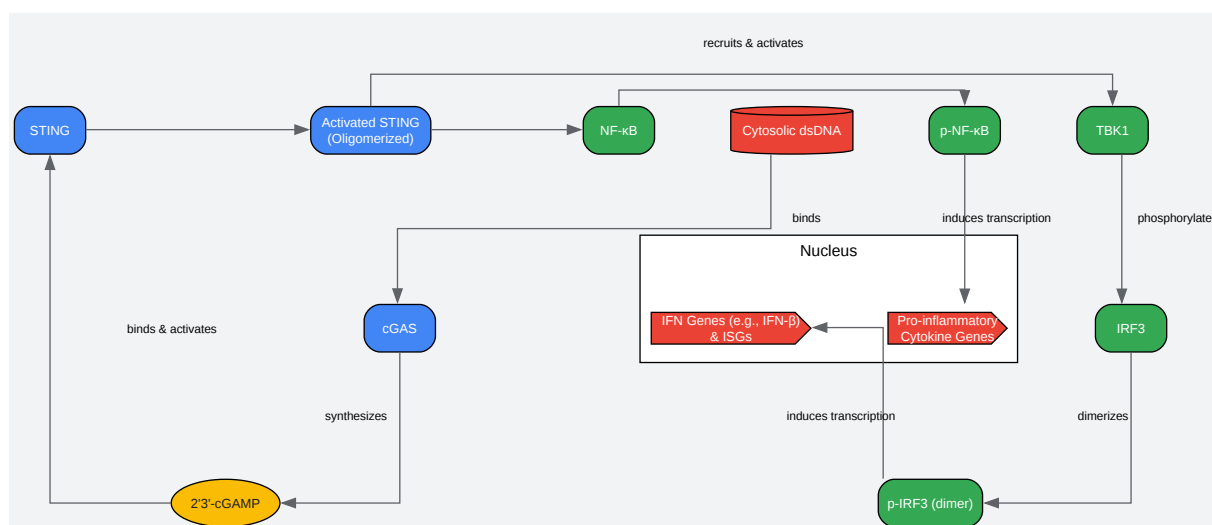 recruits & activates
STING
Activated STING
(Oligomerized)
NF-κB
Cytosolic dsDNA
p-NF-κB
TBK1
binds
induces transcription
phosphorylate
Nucleus
IFN Genes (e.g., IFN-β)
& ISGs
Pro-inflammatory
Cytokine Genes
binds & activates
cGAS
IRF3
synthesizes
induces transcription
dimerizes
2'3'-cGAMP
p-IRF3 (dimer)